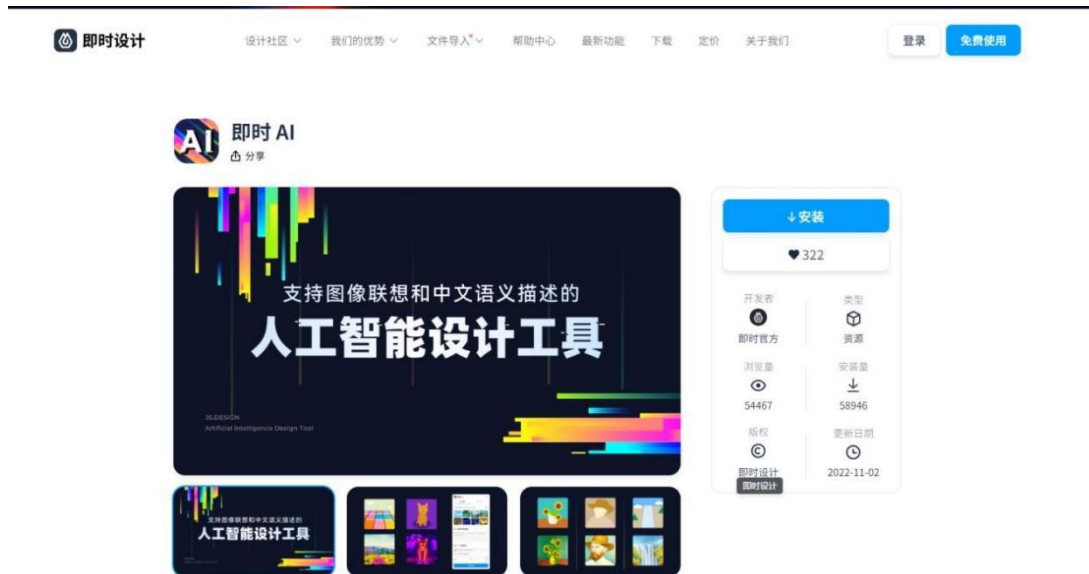 即时设计
设计社区 我们的优势 文件导入 帮助中心 最新功能 下载 定价 关于我们
登录 免费使用
AI
即时 AI
分享
支持图像联想和中文语义描述的
人工智能设计工具
JS.DESIGN
Artificial Intelligence Design Tool
安装
322
开发者 类型
即时官方 资源
浏览量 安装量
54467 58946
版权 更新日期
即时设计 2022-11-02
即时设计
支持图像联想和中文语义描述的
人工智能设计工具